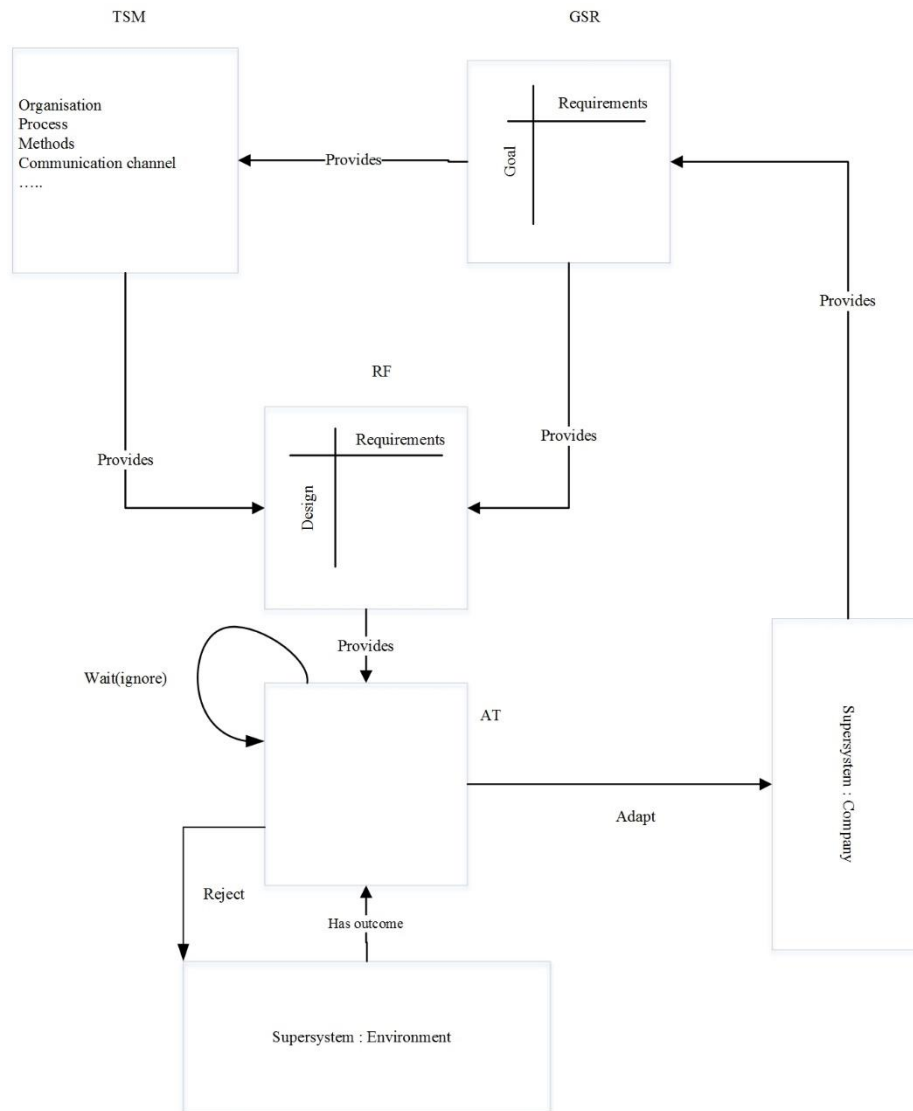 TSM
GSR
Organisation
Process
Methods
Communication channel
…..
Requirements
Goal
Provides
Provides
RF
Requirements
Design
Provides
Provides
Provides
Wait(ignore)
AT
Supersystem : Company
Adapt
Reject
Has outcome
Supersystem : Environment